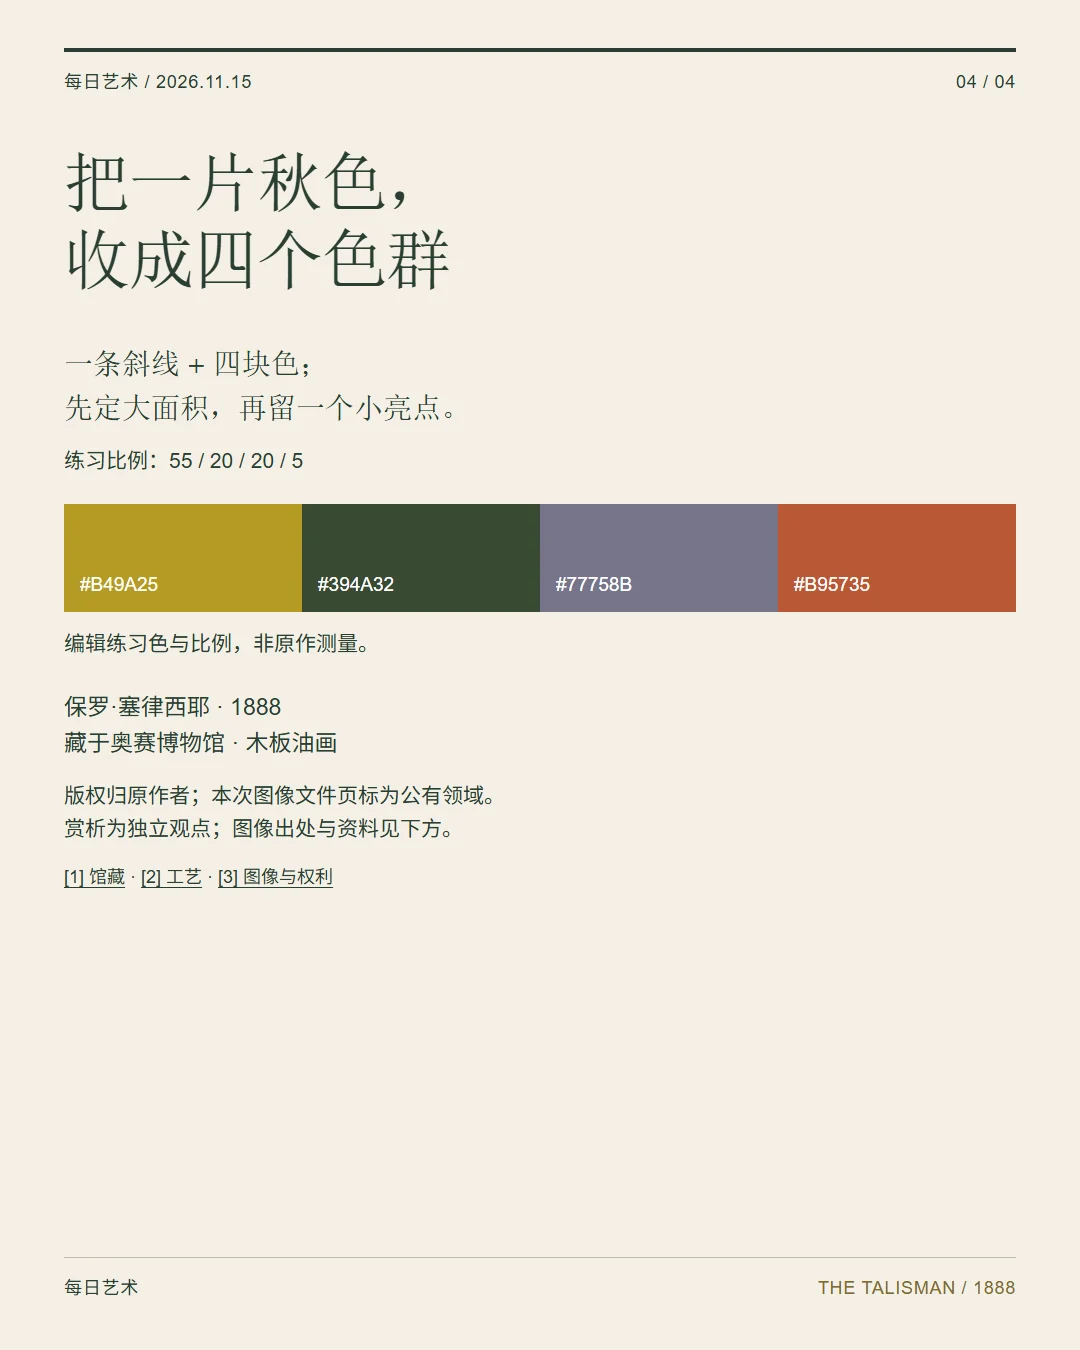 每日艺术 / 2026.11.15
04 / 04
把一片秋色，
收成四个色群
一条斜线 + 四块色；
先定大面积，再留一个小亮点。
练习比例：55 / 20 / 20 / 5
#B49A25
#394A32
#77758B
#B95735
编辑练习色与比例，非原作测量。
保罗·塞律西耶 · 1888
藏于奥赛博物馆 · 木板油画
版权归原作者；本次图像文件页标为公有领域。
赏析为独立观点；图像出处与资料见下方。
[1] 馆藏 · [2] 工艺 · [3] 图像与权利
每日艺术
THE TALISMAN / 1888